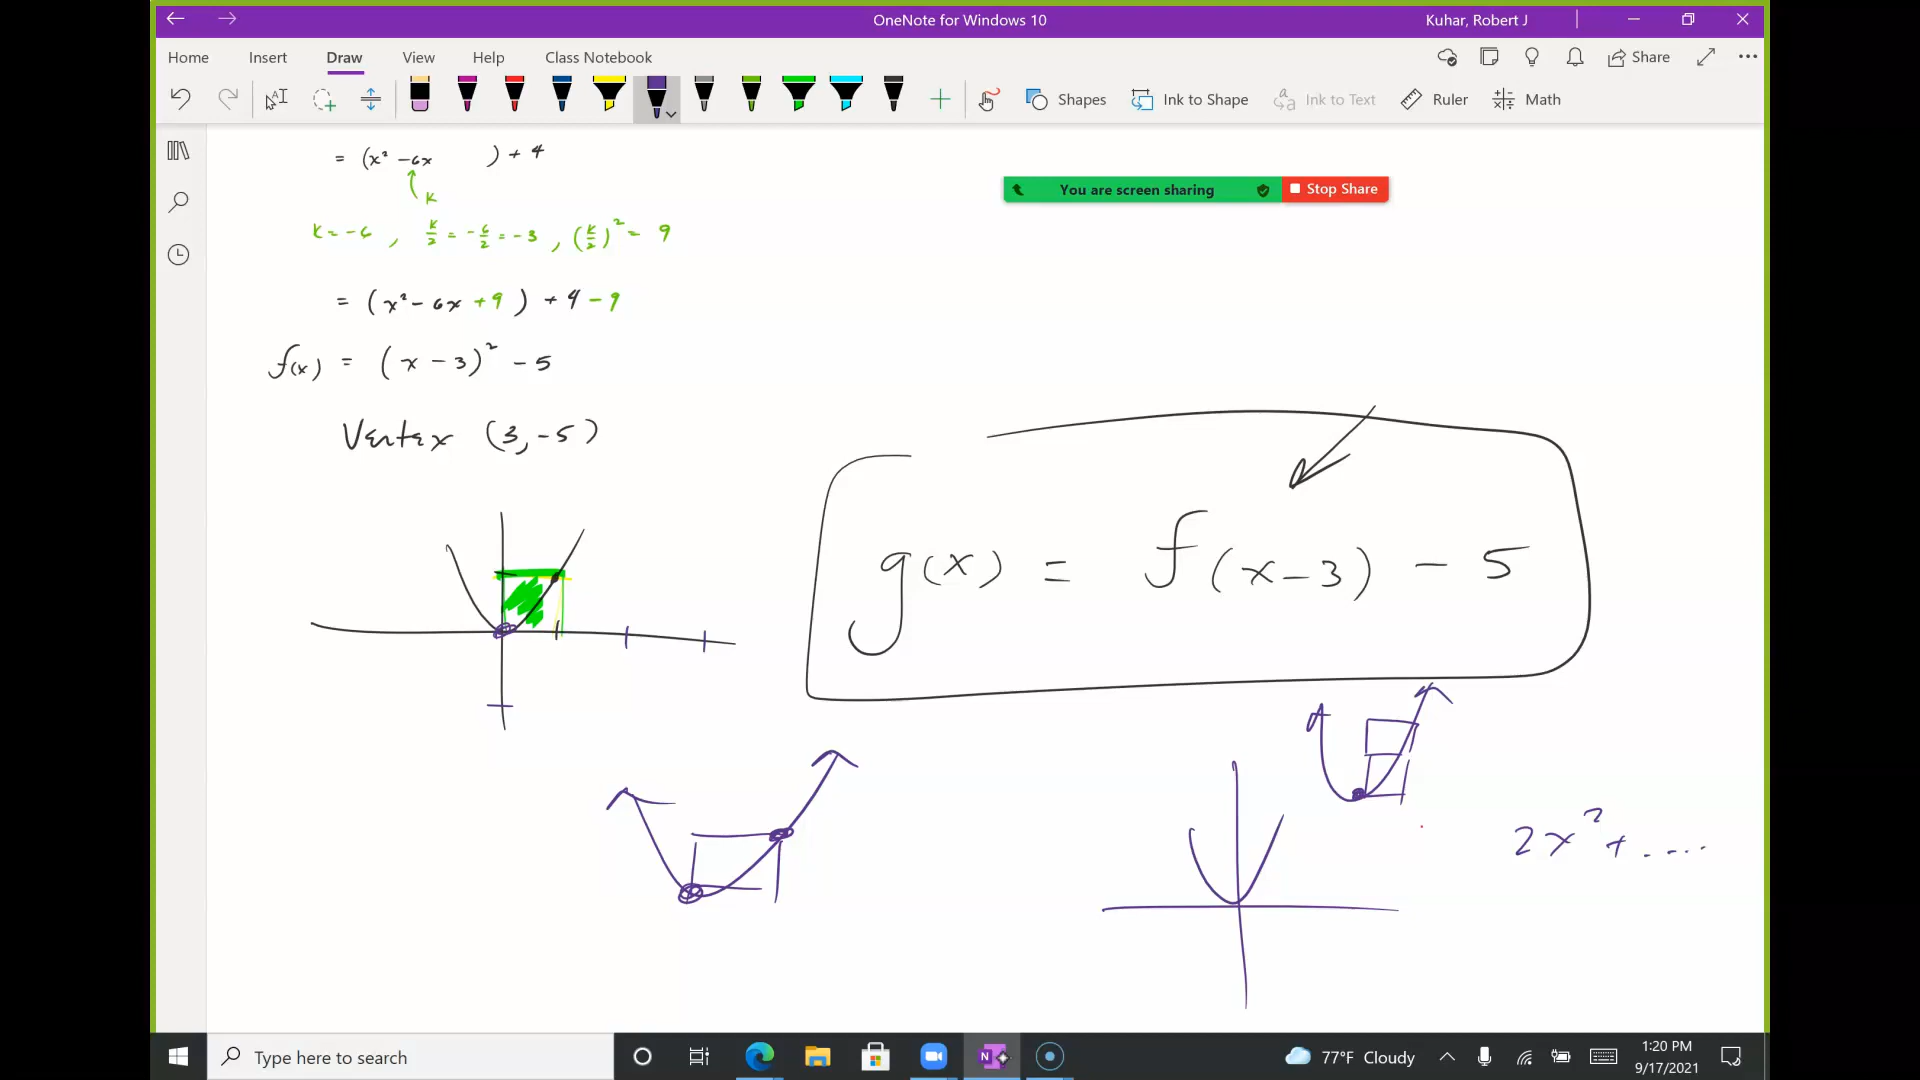 OneNote for Windows 10
Kuhar, Robert J
Home Insert Draw View Help Class Notebook
Share
Shapes Ink to Shape Ink to Text Ruler Math
You are screen sharing Stop Share
= (x² - 6x ) + 4
K
K = -6 , K/2 = -6/2 = -3 , (K/2)² = 9
= (x² - 6x + 9 ) + 4 - 9
f(x) = (x - 3)² - 5
Vertex (3, -5)
g(x) = f(x-3) - 5
2x² + ....
Type here to search
77°F Cloudy
1:20 PM
9/17/2021